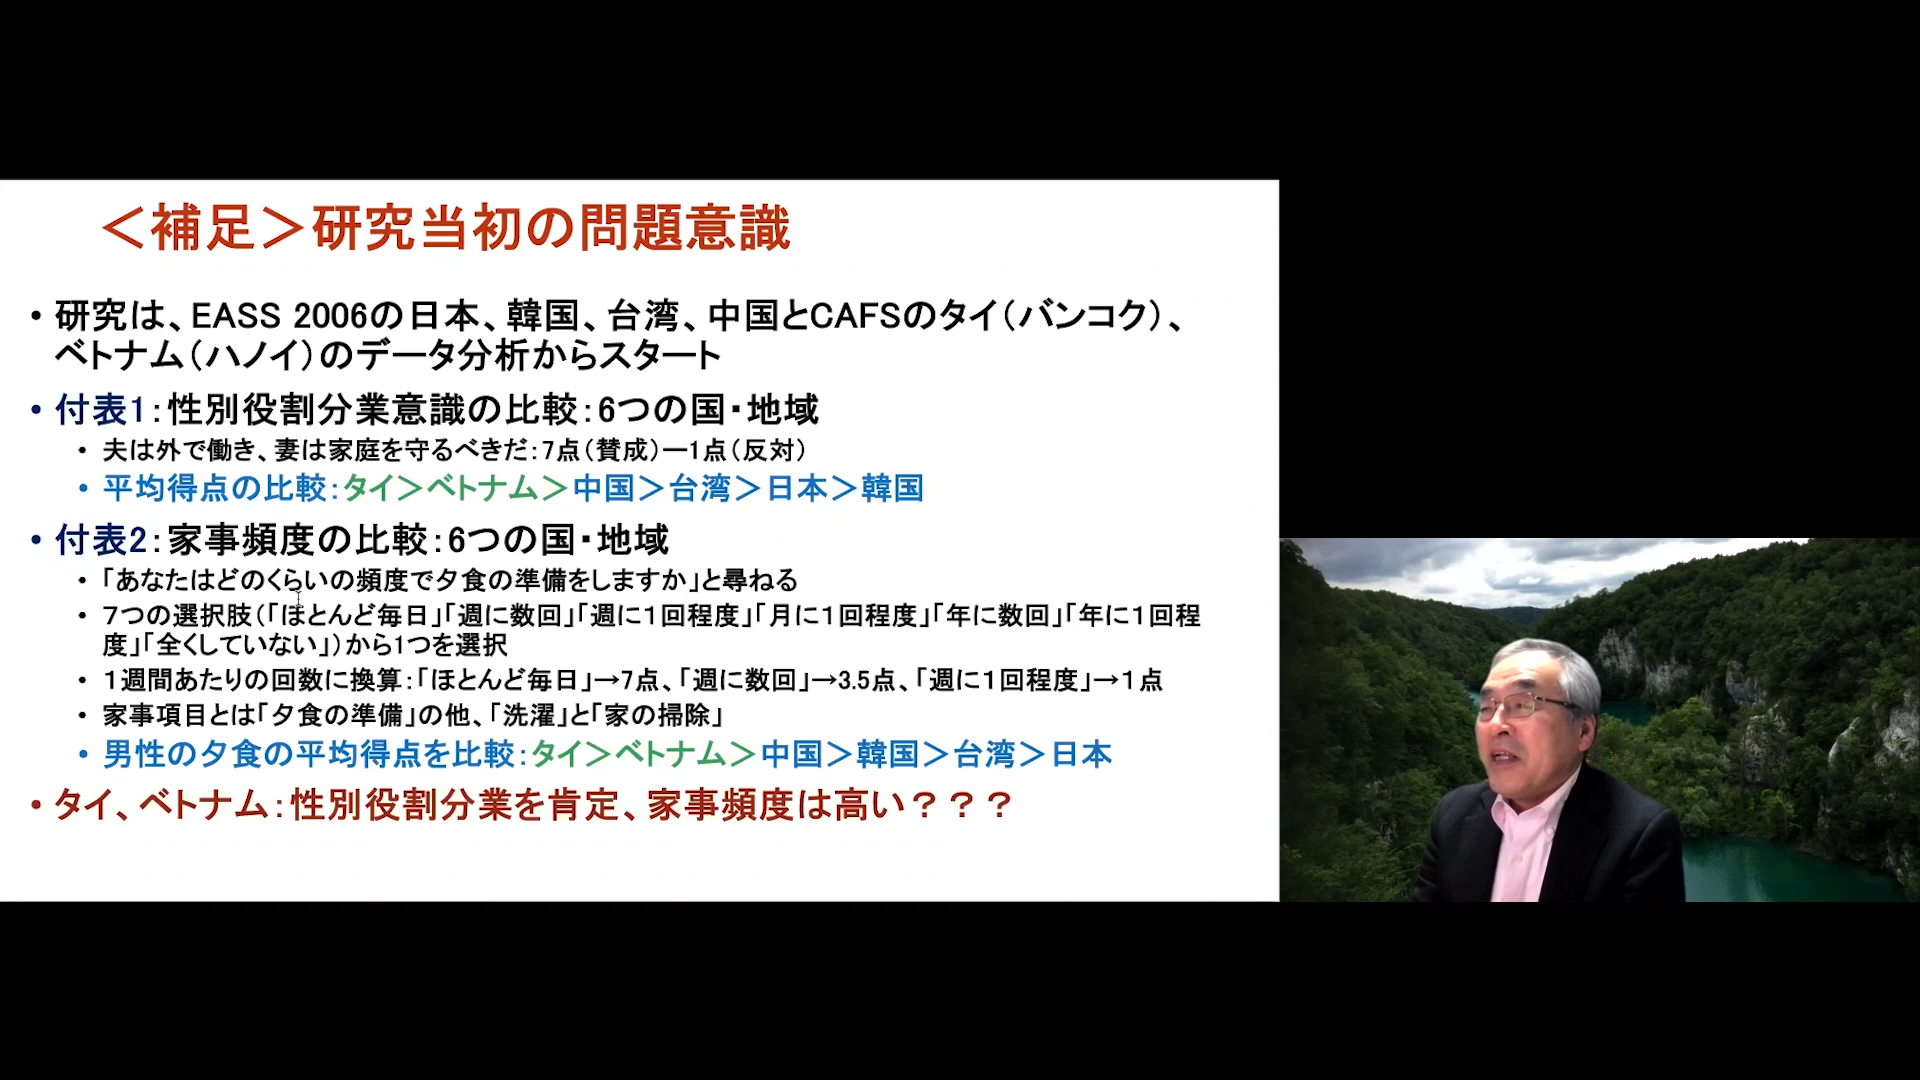 ＜補足＞研究当初の問題意識
• 研究は、EASS 2006の日本、韓国、台湾、中国とCAFSのタイ（バンコク）、
ベトナム（ハノイ）のデータ分析からスタート
• 付表1：性別役割分業意識の比較：6つの国・地域
• 夫は外で働き、妻は家庭を守るべきだ：7点（賛成）―1点（反対）
• 平均得点の比較：タイ＞ベトナム＞中国＞台湾＞日本＞韓国
• 付表2：家事頻度の比較：6つの国・地域
• 「あなたはどのくらいの頻度で夕食の準備をしますか」と尋ねる
• ７つの選択肢（「ほとんど毎日」「週に数回」「週に１回程度」「月に１回程度」「年に数回」「年に１回程
度」「全くしていない」）から1つを選択
• １週間あたりの回数に換算：「ほとんど毎日」→7点、「週に数回」→3.5点、「週に１回程度」→１点
• 家事項目とは「夕食の準備」の他、「洗濯」と「家の掃除」
• 男性の夕食の平均得点を比較：タイ＞ベトナム＞中国＞韓国＞台湾＞日本
• タイ、ベトナム：性別役割分業を肯定、家事頻度は高い？？？